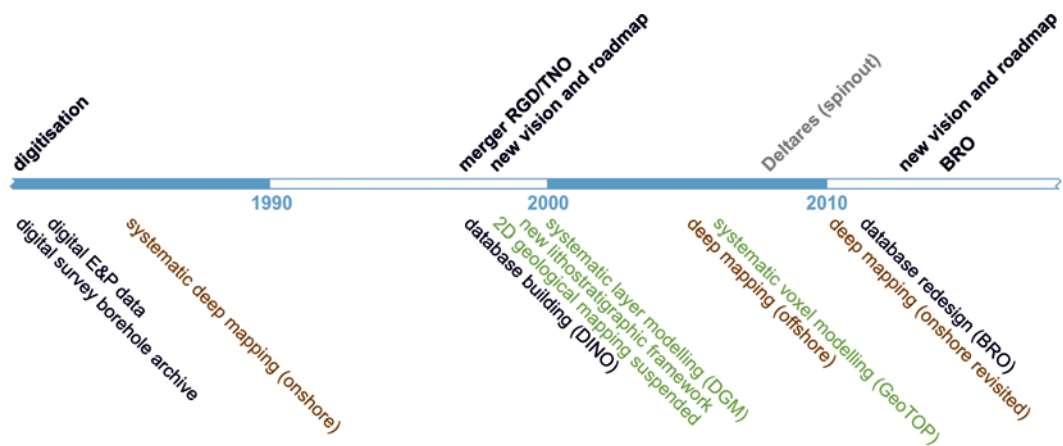 digitisation
merger RGD/TNO
new vision and roadmap
Deltares (spinout)
new vision and roadmap
BRO
1990
2000
2010
digital survey borehole archive
digital E&P data
systematic deep mapping (onshore)
database building (DINO)
2D geological mapping suspended
new lithostratigraphic framework
systematic layer modelling (DGM)
deep mapping (offshore)
systematic voxel modelling (GeoTOP)
deep mapping (onshore revisited)
database redesign (BRO)